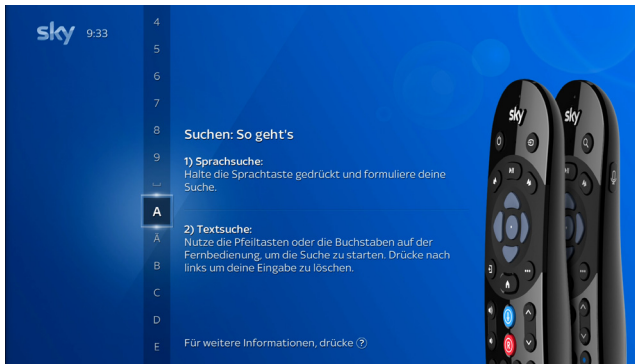 sky 9:33
4
5
6
7
8
9
A
Ä
B
C
D
E
Suchen: So geht's
1) Sprachsuche:
Halte die Sprachtaste gedrückt und formuliere deine
Suche.
2) Textsuche:
Nutze die Pfeiltasten oder die Buchstaben auf der
Fernbedienung, um die Suche zu starten. Drücke nach
links um deine Eingabe zu löschen.
Für weitere Informationen, drücke ?
sky
sky